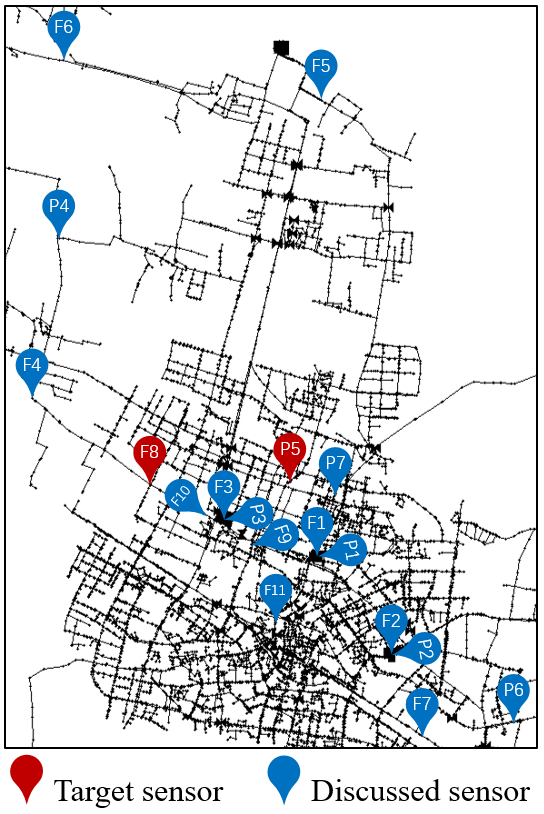 F6
F5
P4
F4
F8
P5
P7
F10
F3
P3
F9
F1
P1
F11
F2
P2
P6
F7
Target sensor
Discussed sensor